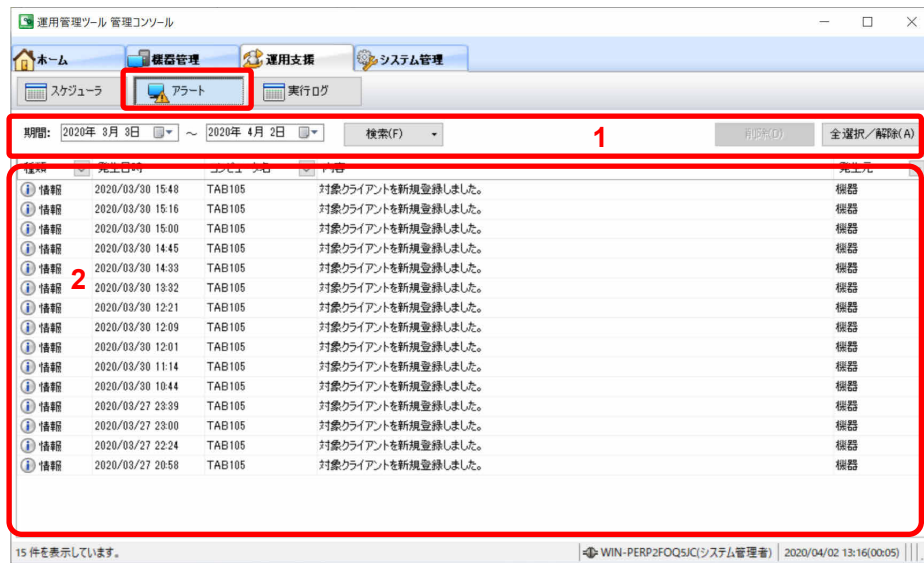 運用管理ツール 管理コンソール
ホーム 機器管理 運用支援 システム管理
スケジューラ アラート 実行ログ
期間: 2020年 3月 3日 ～ 2020年 4月 2日 検索(F) 1 削除(D) 全選択／解除(A)
種類 発生日時 コンピュータ名 内容 発生元
情報 2020/03/30 15:48 TAB105 対象クライアントを新規登録しました。 機器
情報 2020/03/30 15:16 TAB105 対象クライアントを新規登録しました。 機器
情報 2020/03/30 15:00 TAB105 対象クライアントを新規登録しました。 機器
情報 2020/03/30 14:45 TAB105 対象クライアントを新規登録しました。 機器
情報 2020/03/30 14:33 TAB105 対象クライアントを新規登録しました。 機器
2
情報 2020/03/30 13:32 TAB105 対象クライアントを新規登録しました。 機器
情報 2020/03/30 12:21 TAB105 対象クライアントを新規登録しました。 機器
情報 2020/03/30 12:09 TAB105 対象クライアントを新規登録しました。 機器
情報 2020/03/30 12:01 TAB105 対象クライアントを新規登録しました。 機器
情報 2020/03/30 11:14 TAB105 対象クライアントを新規登録しました。 機器
情報 2020/03/30 10:44 TAB105 対象クライアントを新規登録しました。 機器
情報 2020/03/27 23:39 TAB105 対象クライアントを新規登録しました。 機器
情報 2020/03/27 23:00 TAB105 対象クライアントを新規登録しました。 機器
情報 2020/03/27 22:24 TAB105 対象クライアントを新規登録しました。 機器
情報 2020/03/27 20:58 TAB105 対象クライアントを新規登録しました。 機器
15 件を表示しています。 WIN-PERP2FOQ5JC(システム管理者) 2020/04/02 13:16(00:05)